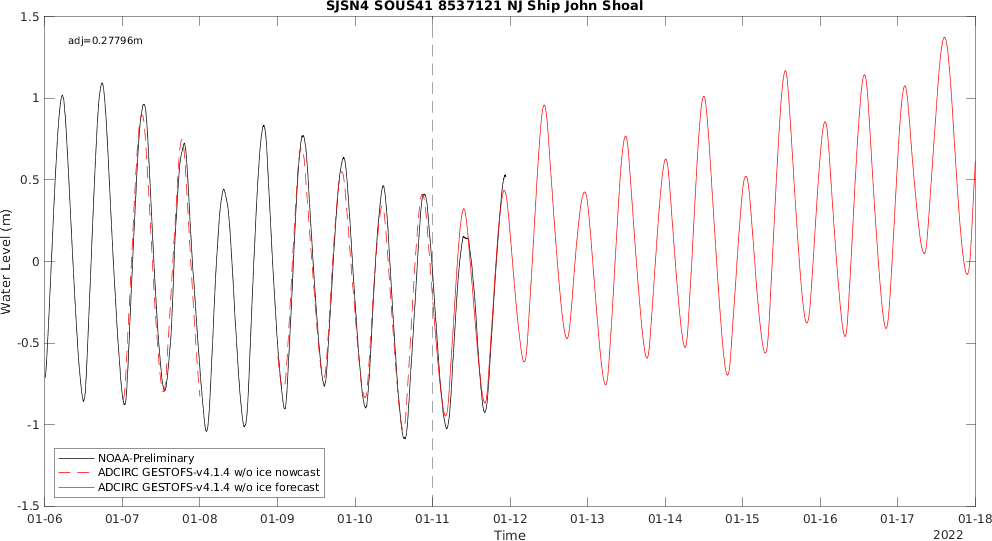 SJSN4 SOUS41 8537121 NJ Ship John Shoal
adj=0.27796m
1.5
1
0.5
0
-0.5
-1
-1.5
Water Level (m)
NOAA-Preliminary
ADCIRC GESTOFS-v4.1.4 w/o ice nowcast
ADCIRC GESTOFS-v4.1.4 w/o ice forecast
01-06 01-07 01-08 01-09 01-10 01-11 01-12 01-13 01-14 01-15 01-16 01-17 01-18
Time
2022